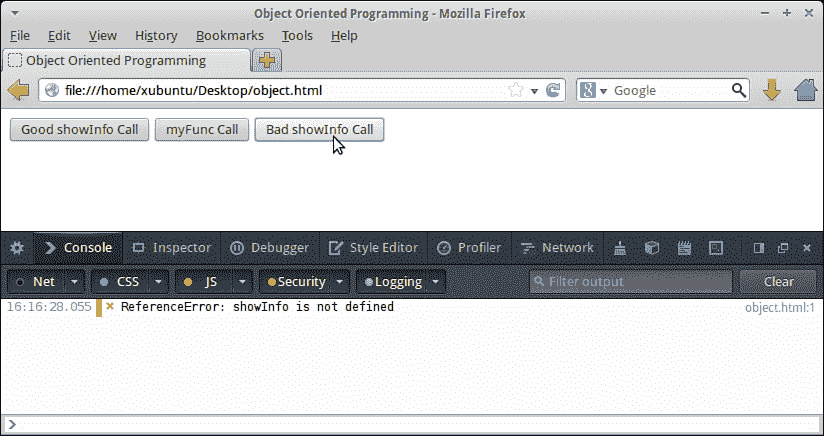 Object Oriented Programming - Mozilla Firefox
File Edit View History Bookmarks Tools Help
Object Oriented Programming
file:///home/xubuntu/Desktop/object.html Google
Good showInfo Call myFunc Call Bad showInfo Call
Console Inspector Debugger Style Editor Profiler Network
Net CSS JS Security Logging Filter output Clear
16:16:28.055 ReferenceError: showInfo is not defined object.html:1